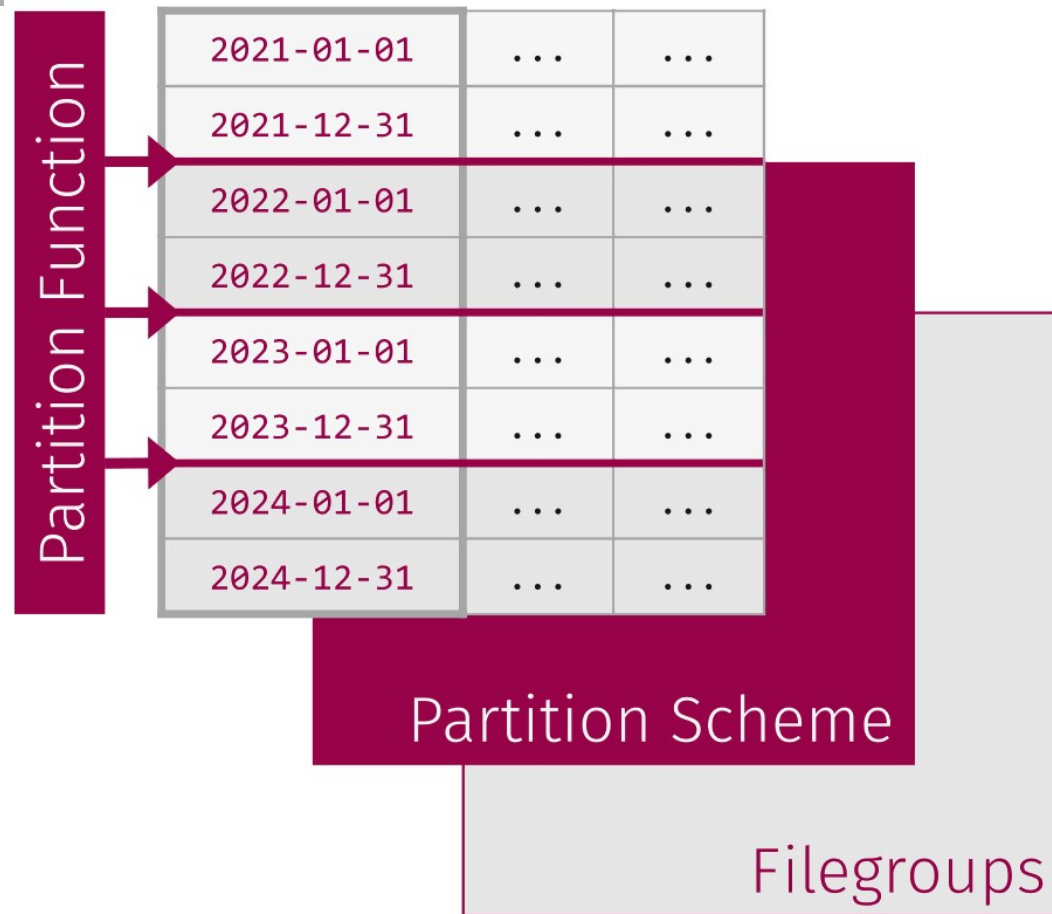 Partition Function
2021-01-01 ... ...
2021-12-31 ... ...
2022-01-01 ... ...
2022-12-31 ... ...
2023-01-01 ... ...
2023-12-31 ... ...
2024-01-01 ... ...
2024-12-31 ... ...
Partition Scheme
Filegroups